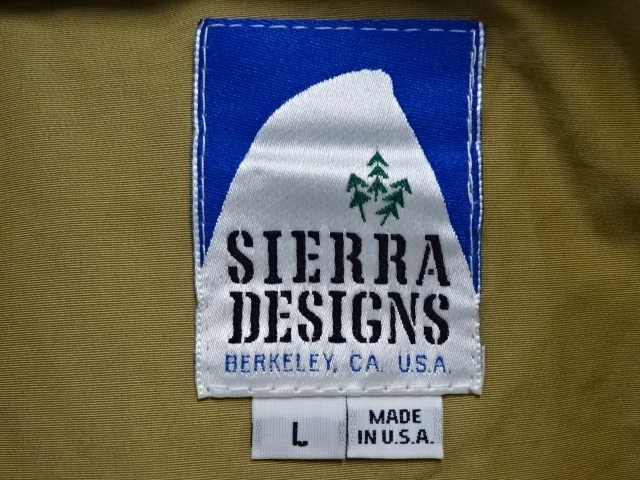 SIERRA
DESIGNS
BERKELEY, CA. U.S.A.
L
MADE
IN U.S.A.